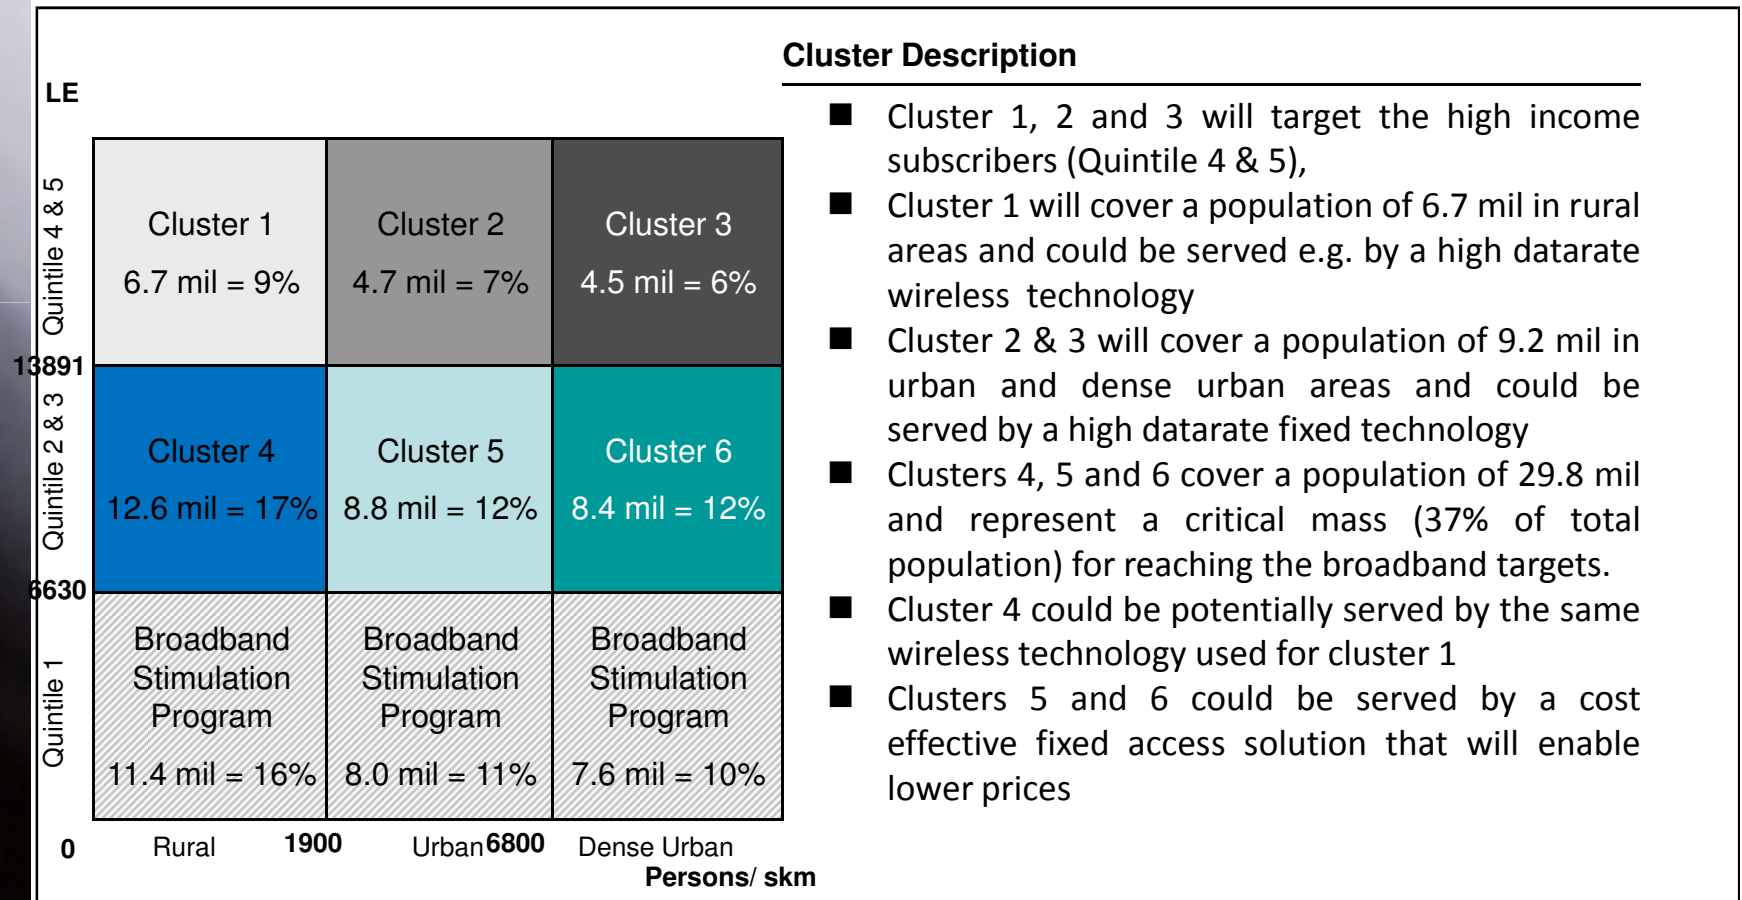 Cluster Description
LE
Quintile 4 & 5
Cluster 1
6.7 mil = 9%
Cluster 2
4.7 mil = 7%
Cluster 3
4.5 mil = 6%
13891
Quintile 2 & 3
Cluster 4
12.6 mil = 17%
Cluster 5
8.8 mil = 12%
Cluster 6
8.4 mil = 12%
6630
Quintile 1
Broadband
Stimulation
Program
11.4 mil = 16%
Broadband
Stimulation
Program
8.0 mil = 11%
Broadband
Stimulation
Program
7.6 mil = 10%
0
Rural
1900
Urban
6800
Dense Urban
Persons/ skm
■ Cluster 1, 2 and 3 will target the high income
subscribers (Quintile 4 & 5),
■ Cluster 1 will cover a population of 6.7 mil in rural
areas and could be served e.g. by a high datarate
wireless technology
■ Cluster 2 & 3 will cover a population of 9.2 mil in
urban and dense urban areas and could be
served by a high datarate fixed technology
■ Clusters 4, 5 and 6 cover a population of 29.8 mil
and represent a critical mass (37% of total
population) for reaching the broadband targets.
■ Cluster 4 could be potentially served by the same
wireless technology used for cluster 1
■ Clusters 5 and 6 could be served by a cost
effective fixed access solution that will enable
lower prices